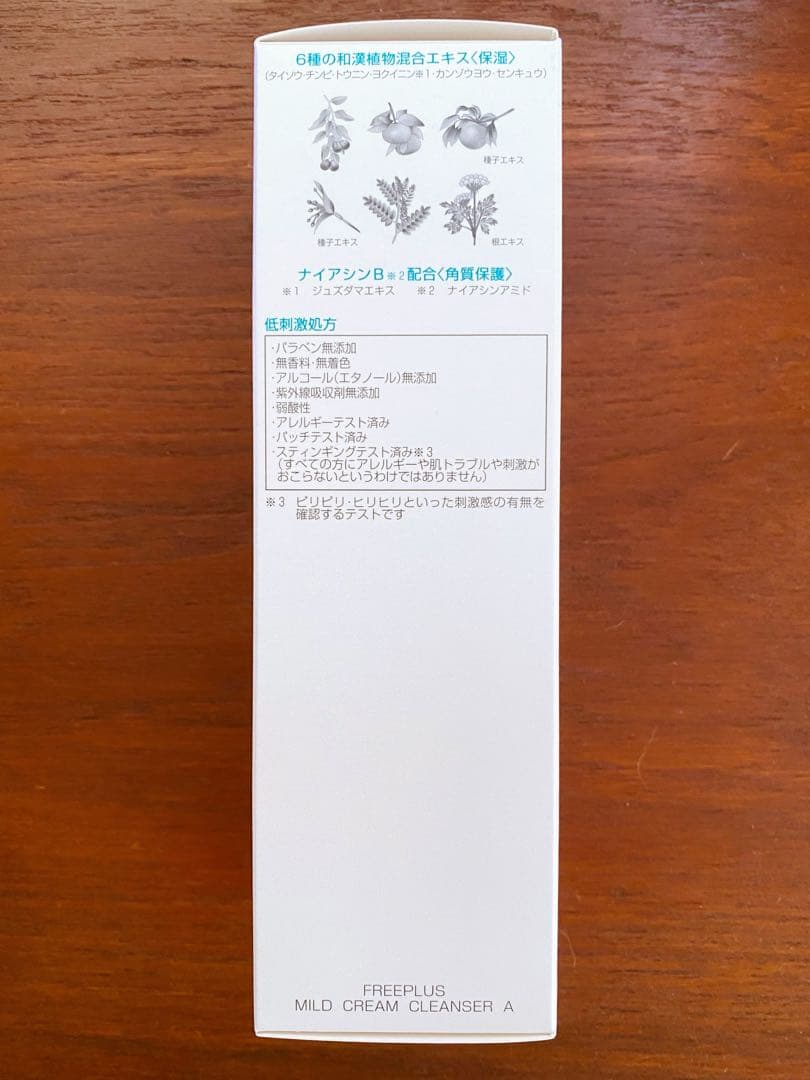 6種の和漢植物混合エキス〈保湿〉
(タイソウ・チンピ・トウニン・ヨクイニン※1・カンゾウヨウ・センキュウ)
種子エキス
種子エキス
根エキス
ナイアシンB※2配合〈角質保護〉
※1 ジュズダマエキス ※2 ナイアシンアミド
低刺激処方
・パラベン無添加
・無香料・無着色
・アルコール(エタノール)無添加
・紫外線吸収剤無添加
・弱酸性
・アレルギーテスト済み
・パッチテスト済み
・スティンギングテスト済み※3
(すべての方にアレルギーや肌トラブルや刺激が
おこらないというわけではありません)
※3 ピリピリ・ヒリヒリといった刺激感の有無を
確認するテストです
FREEPLUS
MILD CREAM CLEANSER A